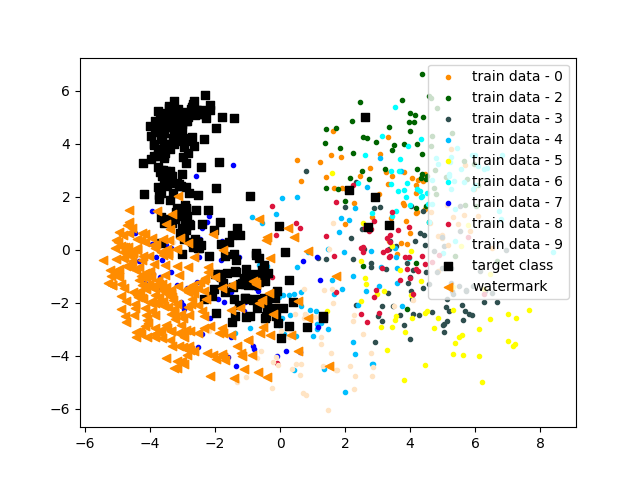 train data - 0
train data - 2
train data - 3
train data - 4
train data - 5
train data - 6
train data - 7
train data - 8
train data - 9
target class
watermark
6
4
2
0
−2
−4
−6
−6 −4 −2 0 2 4 6 8